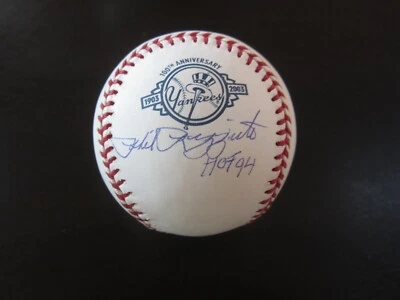 100TH ANNIVERSARY
1903 2003
Yankees
Phil Rizzuto
HOF 94